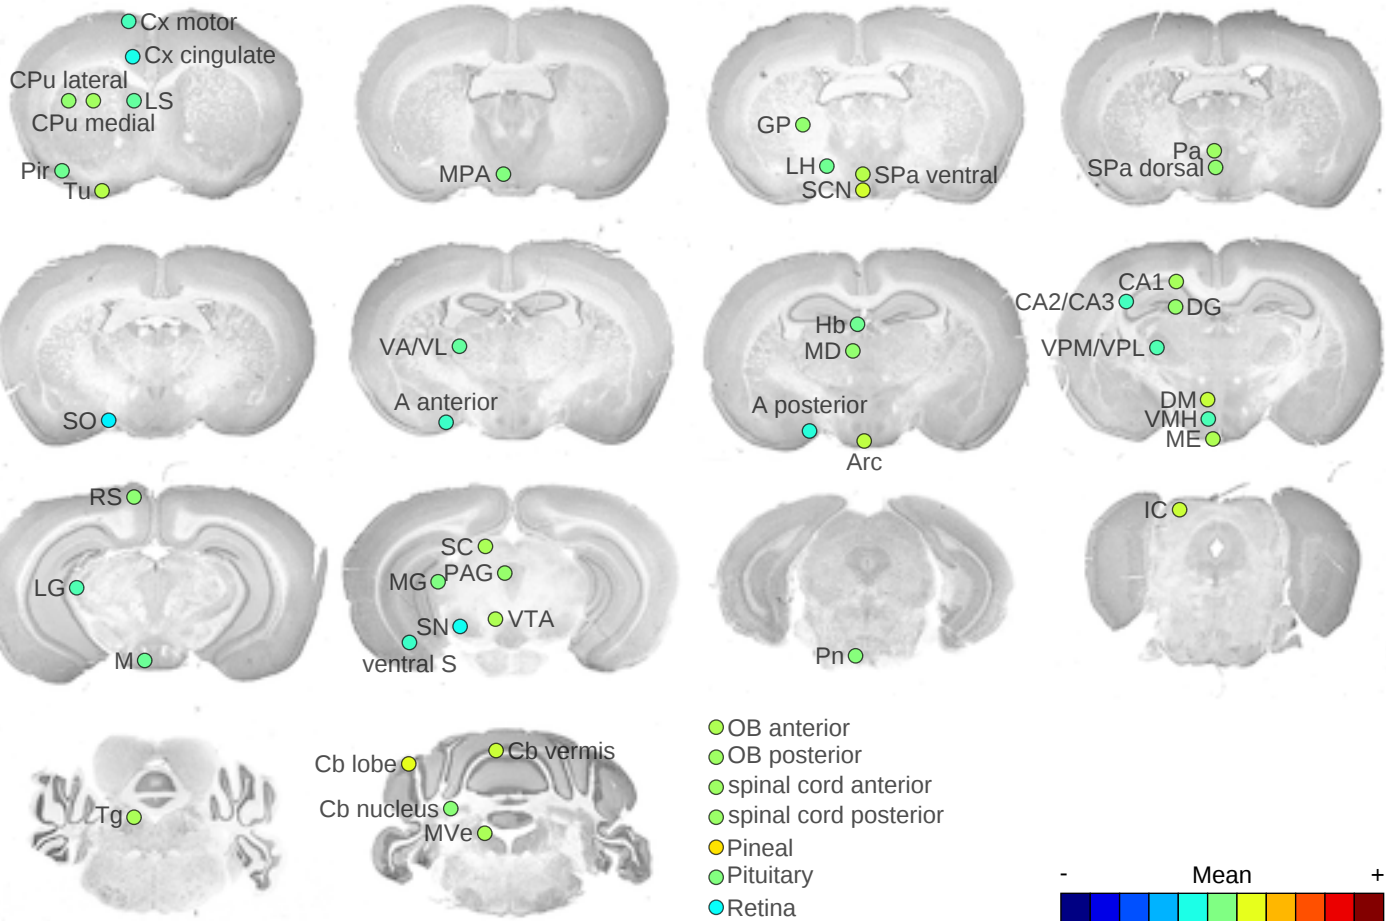 Cx motor
Cx cingulate
CPu lateral
LS
CPu medial
Pir
Tu
MPA
GP
LH
SPa ventral
SCN
Pa
SPa dorsal
SO
VA/VL
A anterior
Hb
MD
A posterior
Arc
CA1
CA2/CA3
DG
VPM/VPL
DM
VMH
ME
RS
LG
M
SC
MG
PAG
SN
VTA
ventral S
Pn
IC
Tg
Cb lobe
Cb vermis
Cb nucleus
MVe
OB anterior
OB posterior
spinal cord anterior
spinal cord posterior
Pineal
Pituitary
Retina
- Mean +